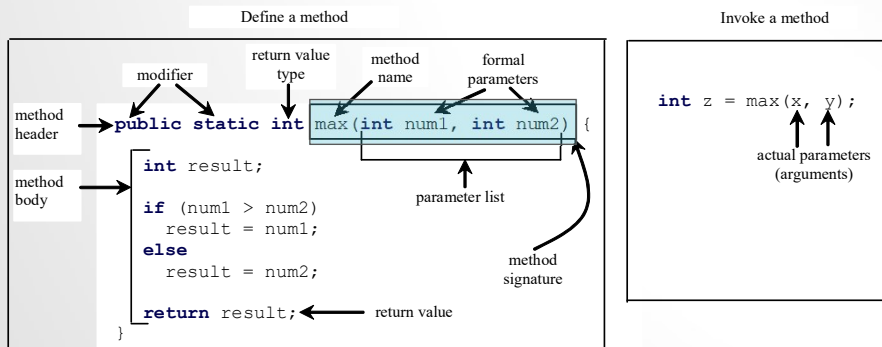 Define a method
Invoke a method
return value
type
method
name
formal
parameters
modifier
method
header
public static int max(int num1, int num2) {
int z = max(x, y);
actual parameters
(arguments)
method
body
int result;
parameter list
if (num1 > num2)
result = num1;
else
result = num2;
method
signature
return result;
return value
}